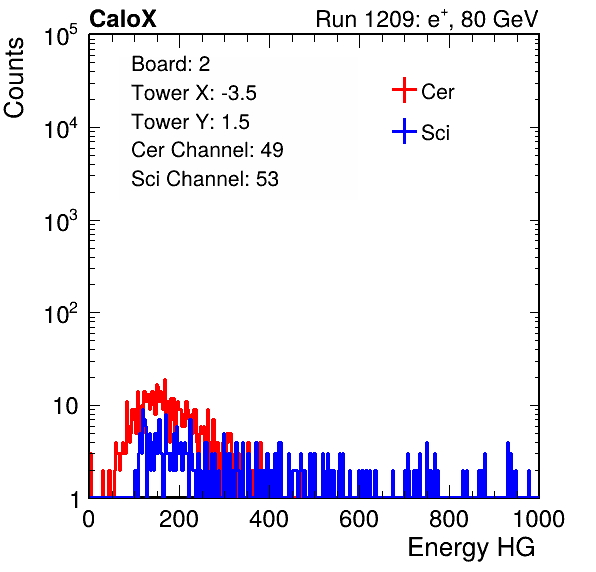 CaloX Run 1209: e⁺, 80 GeV
Counts
Board: 2
Tower X: -3.5
Tower Y: 1.5
Cer Channel: 49
Sci Channel: 53
Cer
Sci
10⁵
10⁴
10³
10²
10
1
0 200 400 600 800 1000
Energy HG